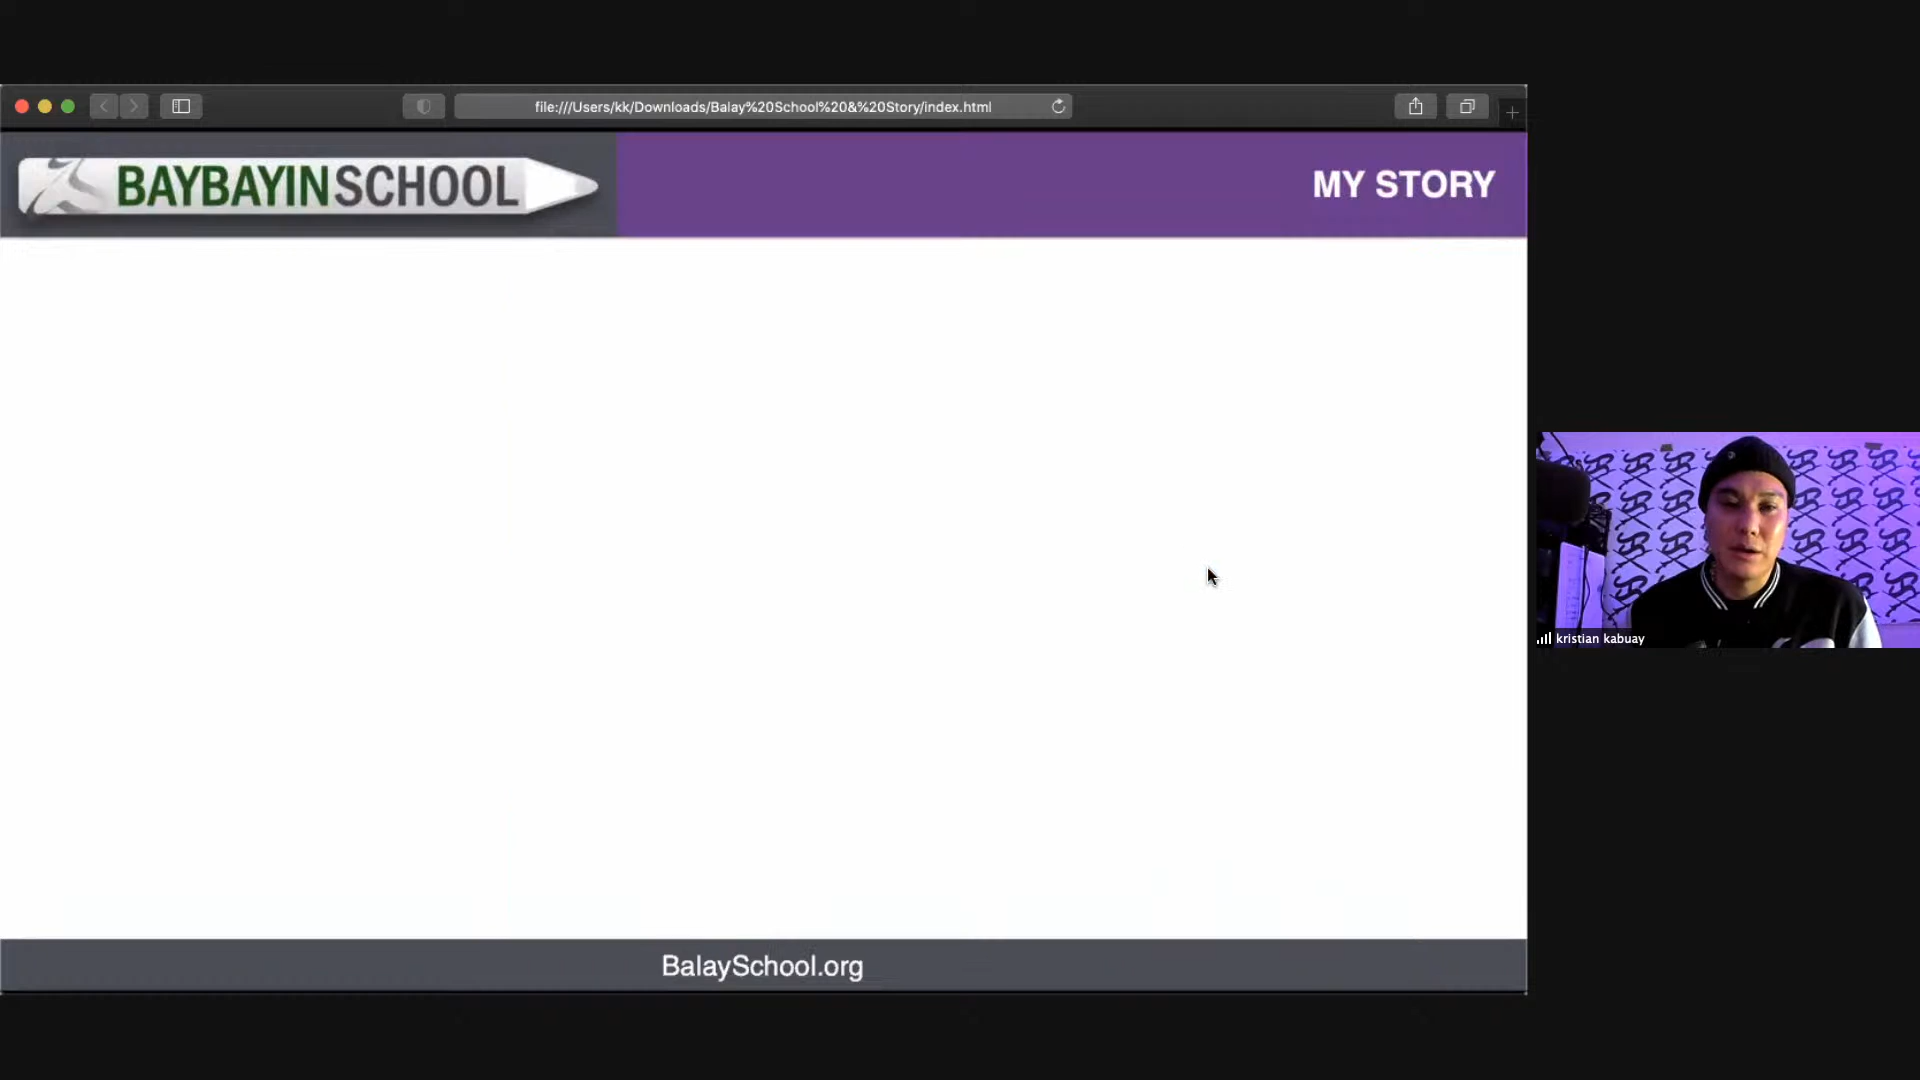 file:///Users/kk/Downloads/Balay%20School%20&%20Story/index.html
BAYBAYINSCHOOL
MY STORY
kristian kabuay
BalaySchool.org